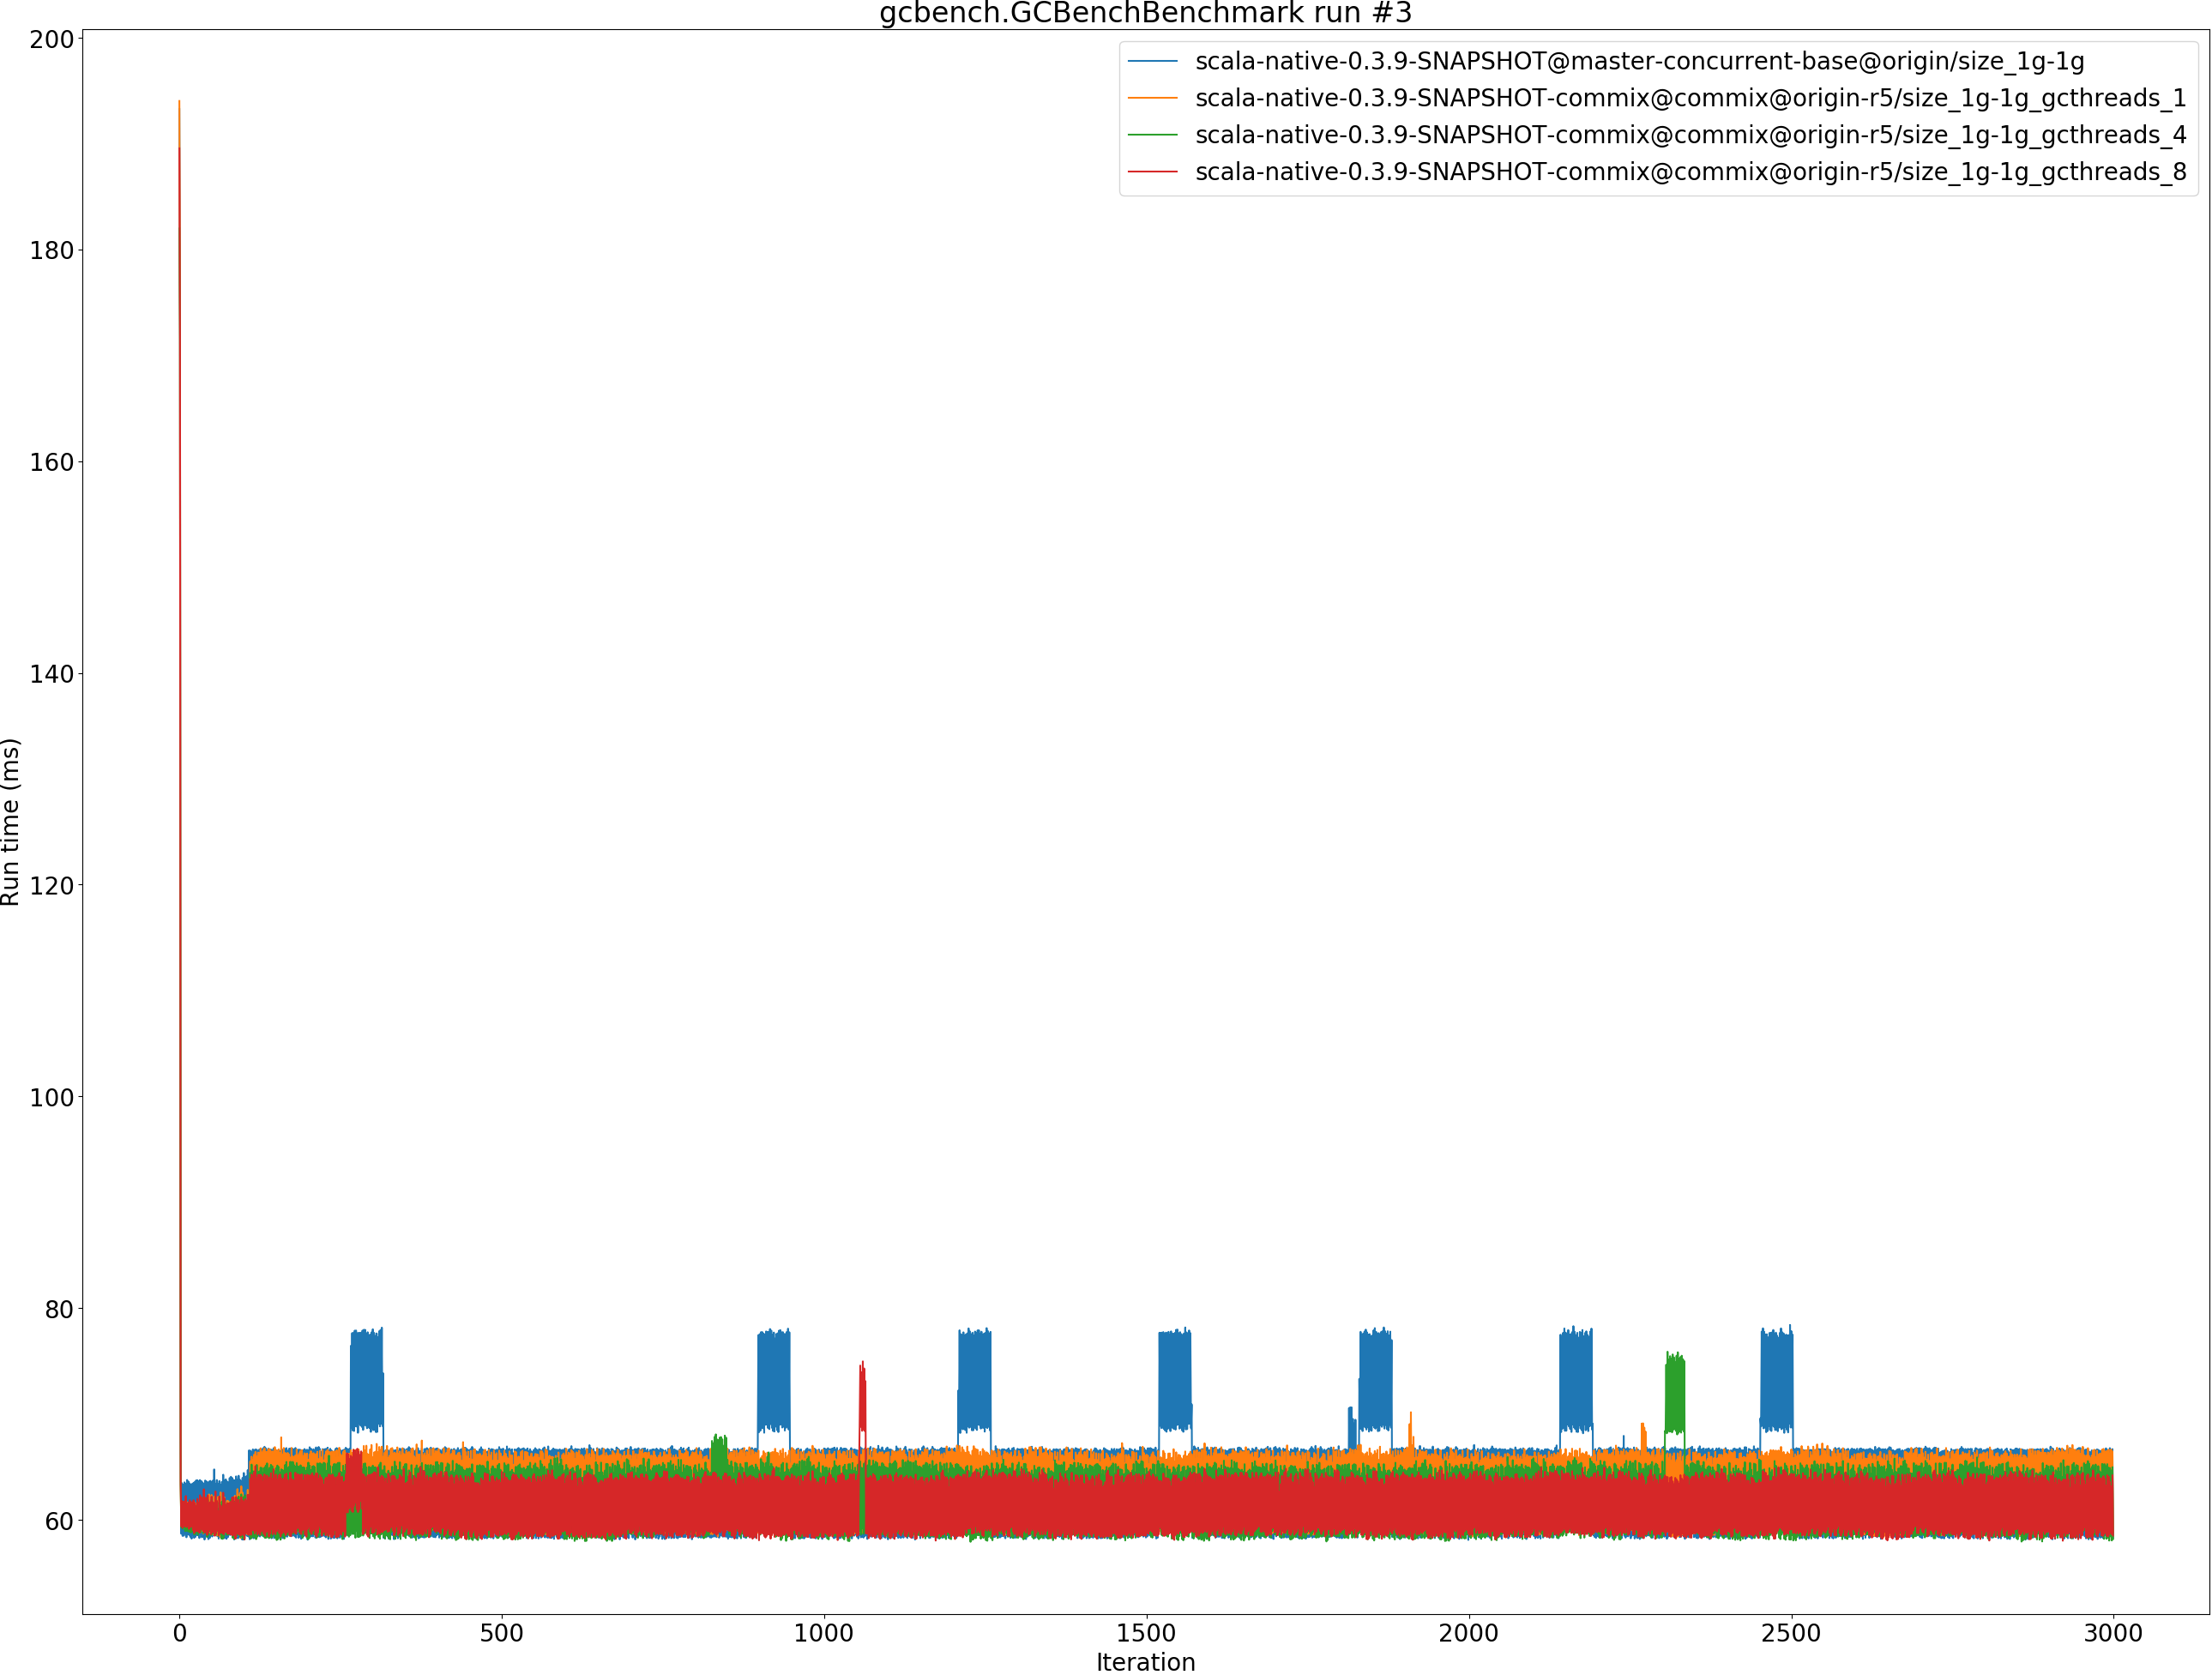 gcbench.GCBenchBenchmark run #3
scala-native-0.3.9-SNAPSHOT@master-concurrent-base@origin/size_1g-1g
scala-native-0.3.9-SNAPSHOT-commix@commix@origin-r5/size_1g-1g_gcthreads_1
scala-native-0.3.9-SNAPSHOT-commix@commix@origin-r5/size_1g-1g_gcthreads_4
scala-native-0.3.9-SNAPSHOT-commix@commix@origin-r5/size_1g-1g_gcthreads_8
200
180
160
140
120
100
80
60
Run time (ms)
0 500 1000 1500 2000 2500 3000
Iteration